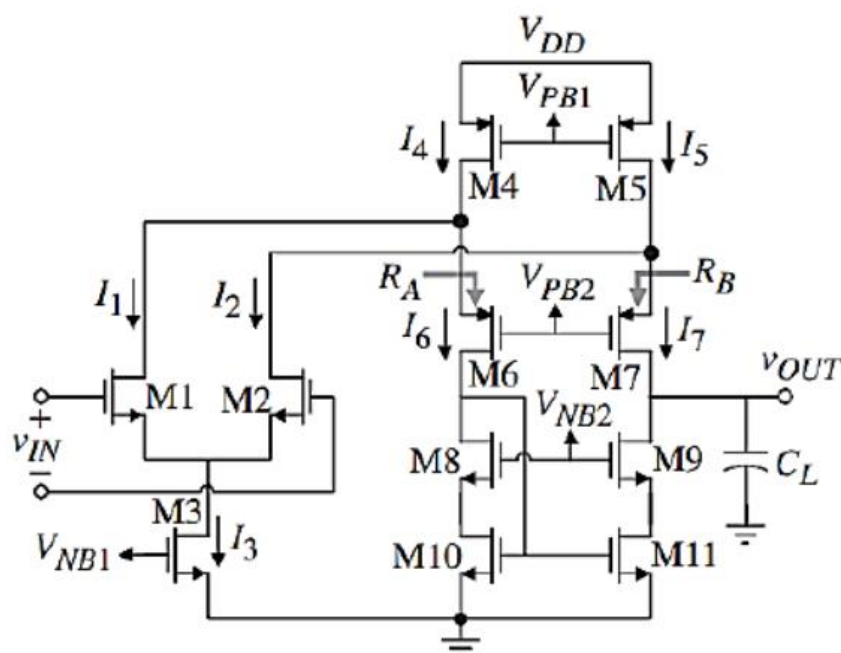 V_DD
V_PB1
I_4
I_5
M4
M5
R_A
V_PB2
R_B
I_1
I_2
I_6
I_7
M6
M7
v_OUT
M1
M2
V_NB2
+
v_IN
−
M8
M9
C_L
M3
V_NB1
I_3
M10
M11